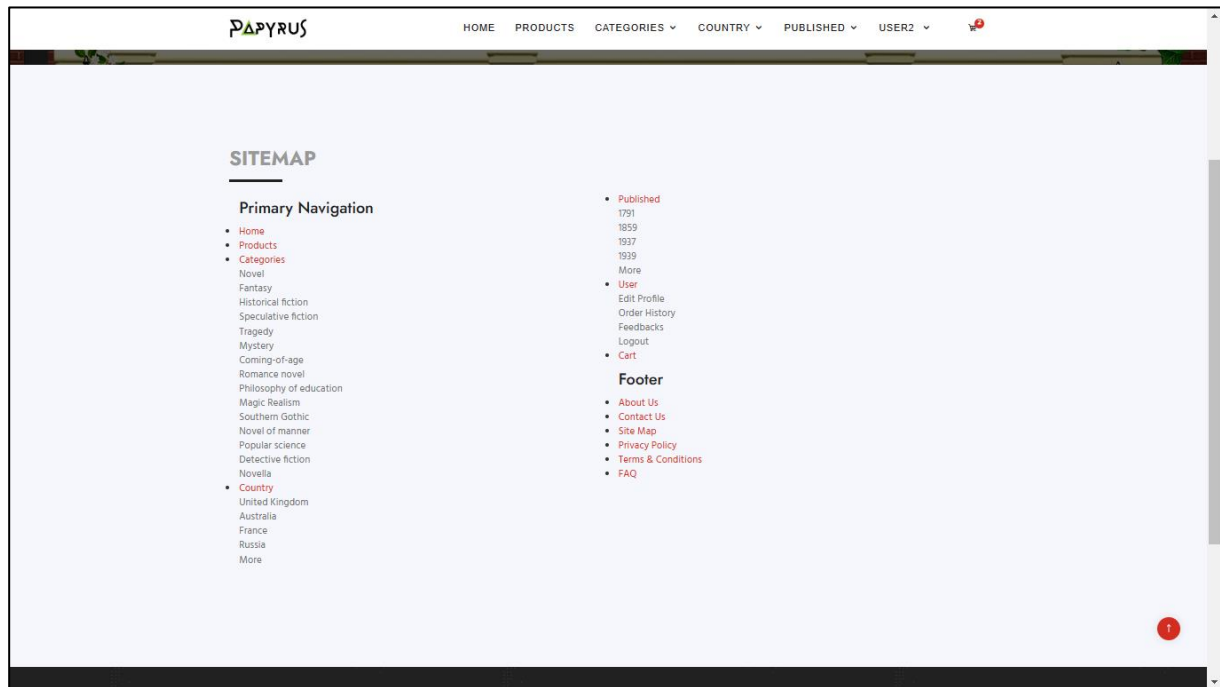 PAPYRUS
HOME PRODUCTS CATEGORIES COUNTRY PUBLISHED USER2 2
SITEMAP
Primary Navigation
Home
Products
Categories
Novel
Fantasy
Historical fiction
Speculative fiction
Tragedy
Mystery
Coming-of-age
Romance novel
Philosophy of education
Magic Realism
Southern Gothic
Novel of manner
Popular science
Detective fiction
Novella
Country
United Kingdom
Australia
France
Russia
More
Published
1791
1859
1937
1939
More
User
Edit Profile
Order History
Feedbacks
Logout
Cart
Footer
About Us
Contact Us
Site Map
Privacy Policy
Terms & Conditions
FAQ